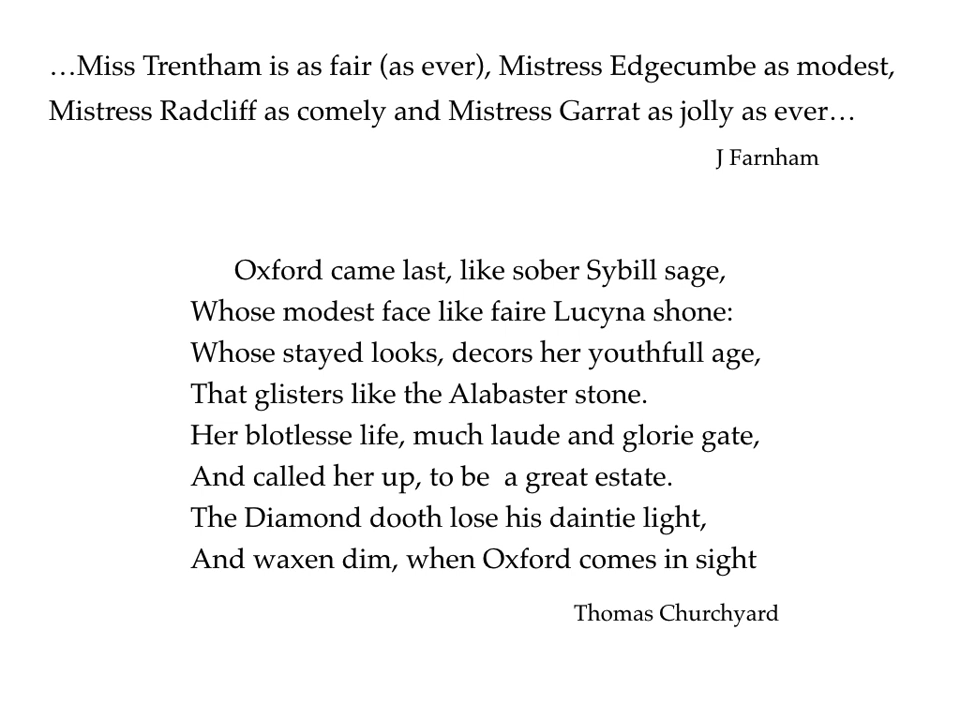 …Miss Trentham is as fair (as ever), Mistress Edgecumbe as modest,
Mistress Radcliff as comely and Mistress Garrat as jolly as ever…
J Farnham
Oxford came last, like sober Sybill sage,
Whose modest face like faire Lucyna shone:
Whose stayed looks, decors her youthfull age,
That glisters like the Alabaster stone.
Her blotlesse life, much laude and glorie gate,
And called her up, to be  a great estate.
The Diamond dooth lose his daintie light,
And waxen dim, when Oxford comes in sight
Thomas Churchyard